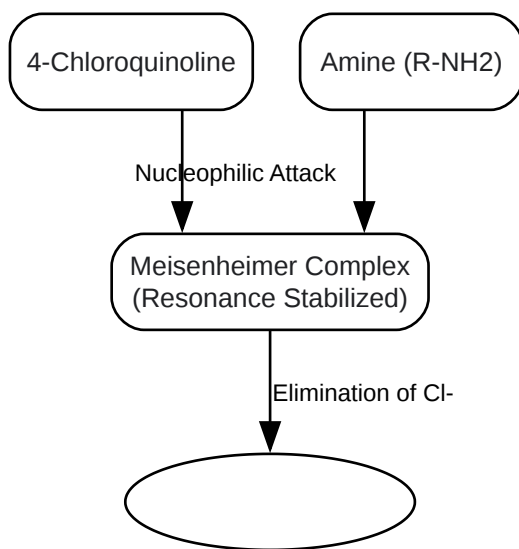 4-Chloroquinoline
Amine (R-NH2)
Nucleophilic Attack
Meisenheimer Complex
(Resonance Stabilized)
Elimination of Cl-